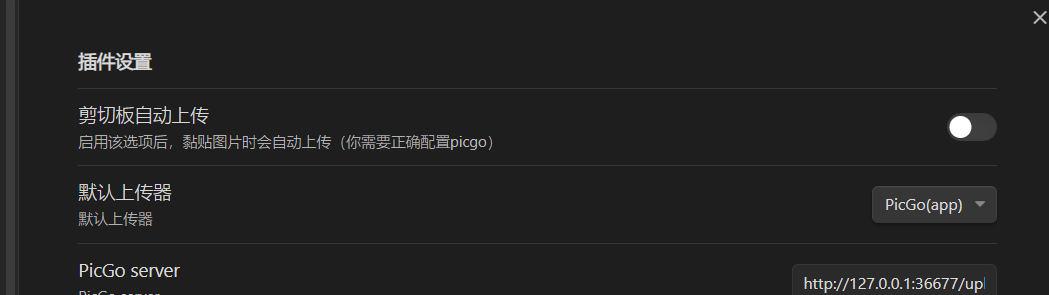 插件设置
剪切板自动上传
启用该选项后，黏贴图片时会自动上传（你需要正确配置picgo）
默认上传器
默认上传器
PicGo(app)
PicGo server
http://127.0.0.1:36677/upl
PicGo server